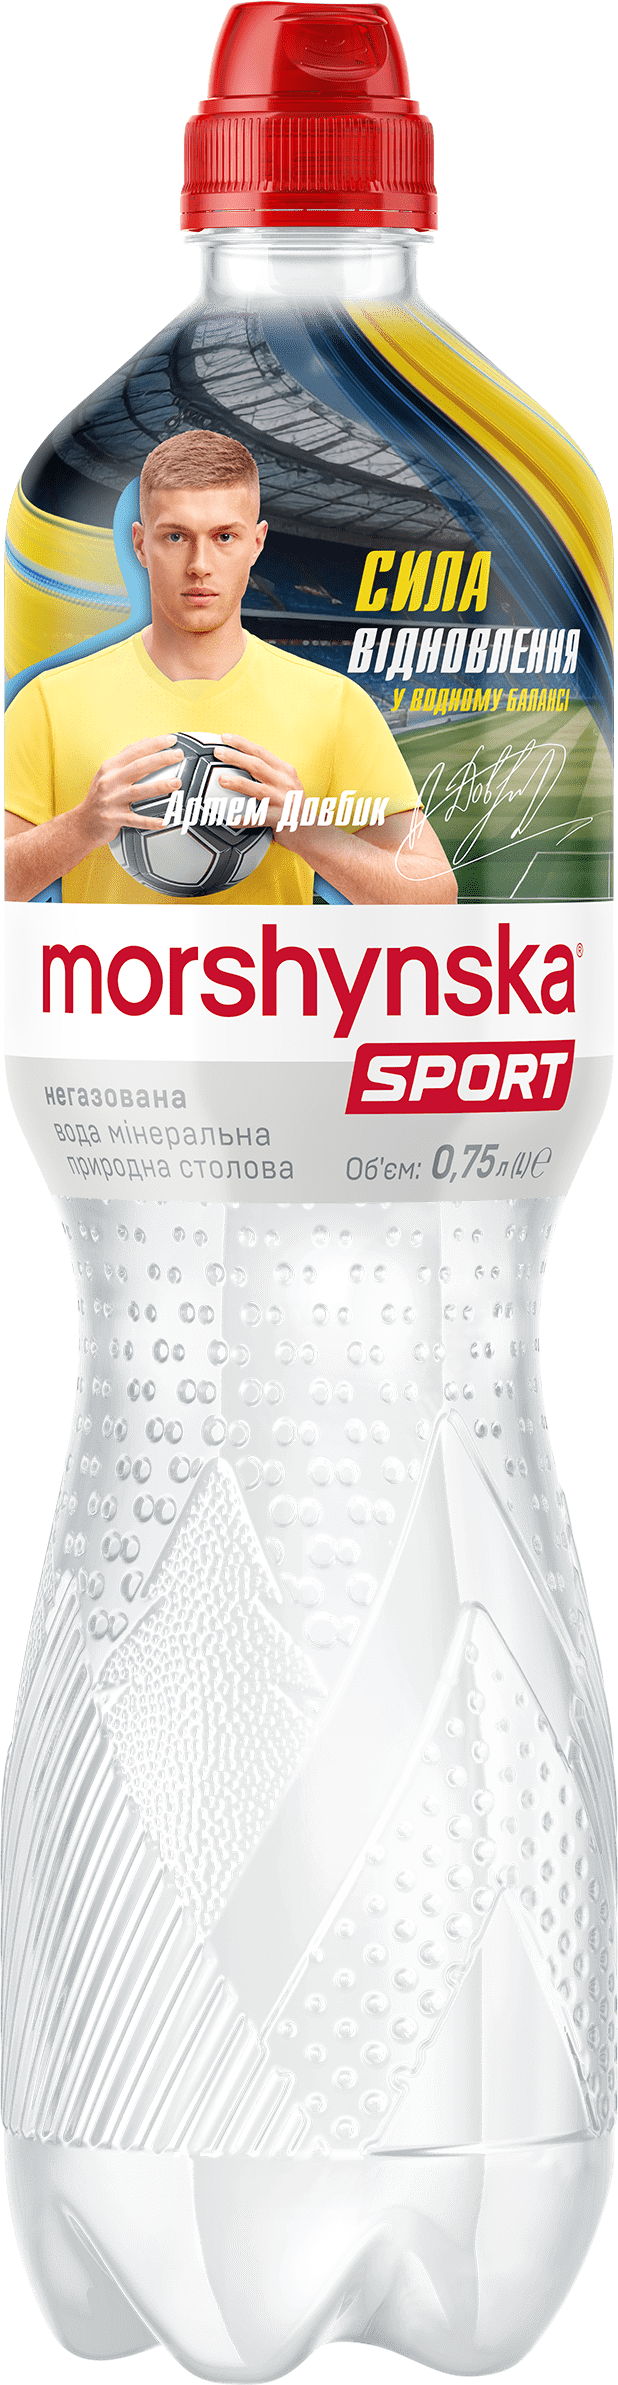 СИЛА
ВІДНОВЛЕННЯ
У ВОДНОМУ БАЛАНСІ
Артем Довбик
morshynska®
SPORT
негазована
вода мінеральна
природна столова
Об'єм: 0,75 л (L) ℮